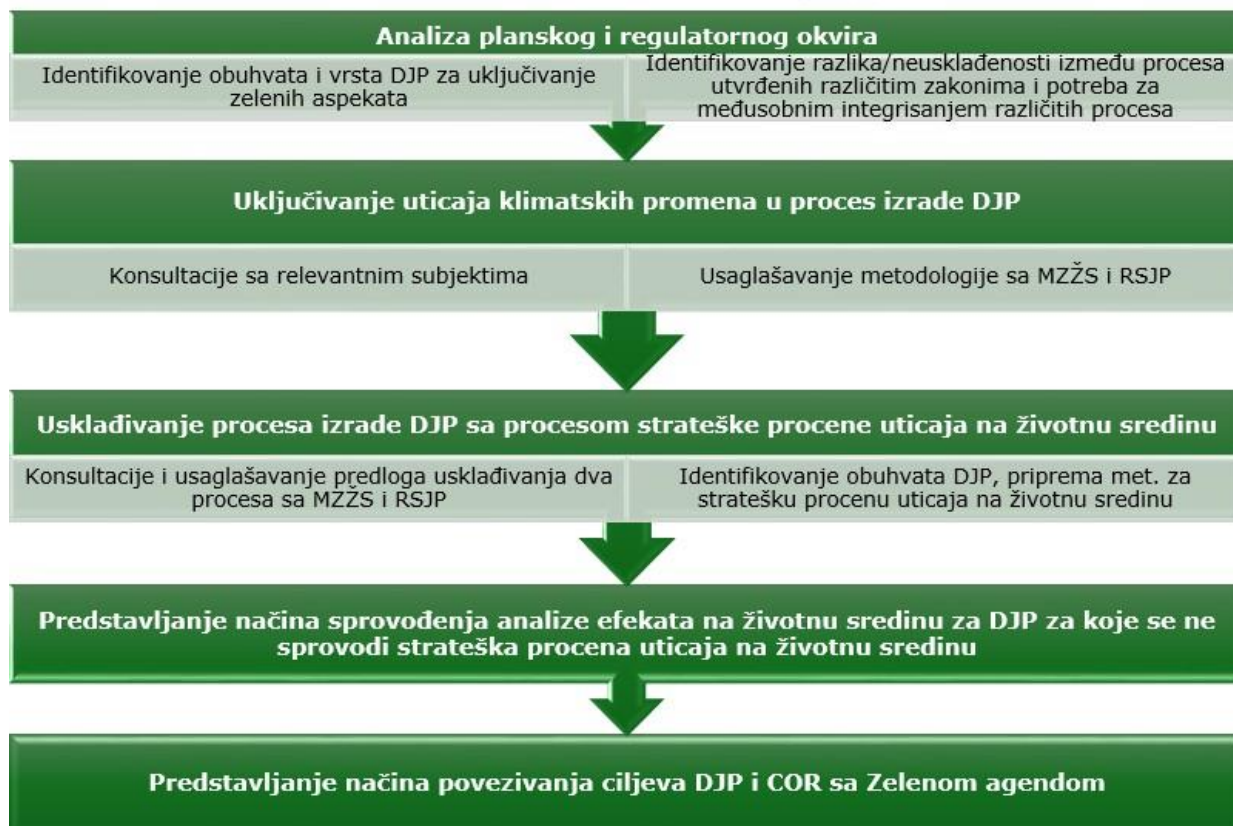 Analiza planskog i regulatornog okvira
Identifikovanje obuhvata i vrsta DJP za uključivanje
zelenih aspekata
Identifikovanje razlika/neusklađenosti između procesa
utvrđenih različitim zakonima i potreba za
međusobnim integrisanjem različitih procesa
Uključivanje uticaja klimatskih promena u proces izrade DJP
Konsultacije sa relevantnim subjektima
Usaglašavanje metodologije sa MZŽS i RSJP
Usklađivanje procesa izrade DJP sa procesom strateške procene uticaja na životnu sredinu
Konsultacije i usaglašavanje predloga usklađivanja dva
procesa sa MZŽS i RSJP
Identifikovanje obuhvata DJP, priprema met. za
stratešku procenu uticaja na životnu sredinu
Predstavljanje načina sprovođenja analize efekata na životnu sredinu za DJP za koje se ne
sprovodi strateška procena uticaja na životnu sredinu
Predstavljanje načina povezivanja ciljeva DJP i COR sa Zelenom agendom